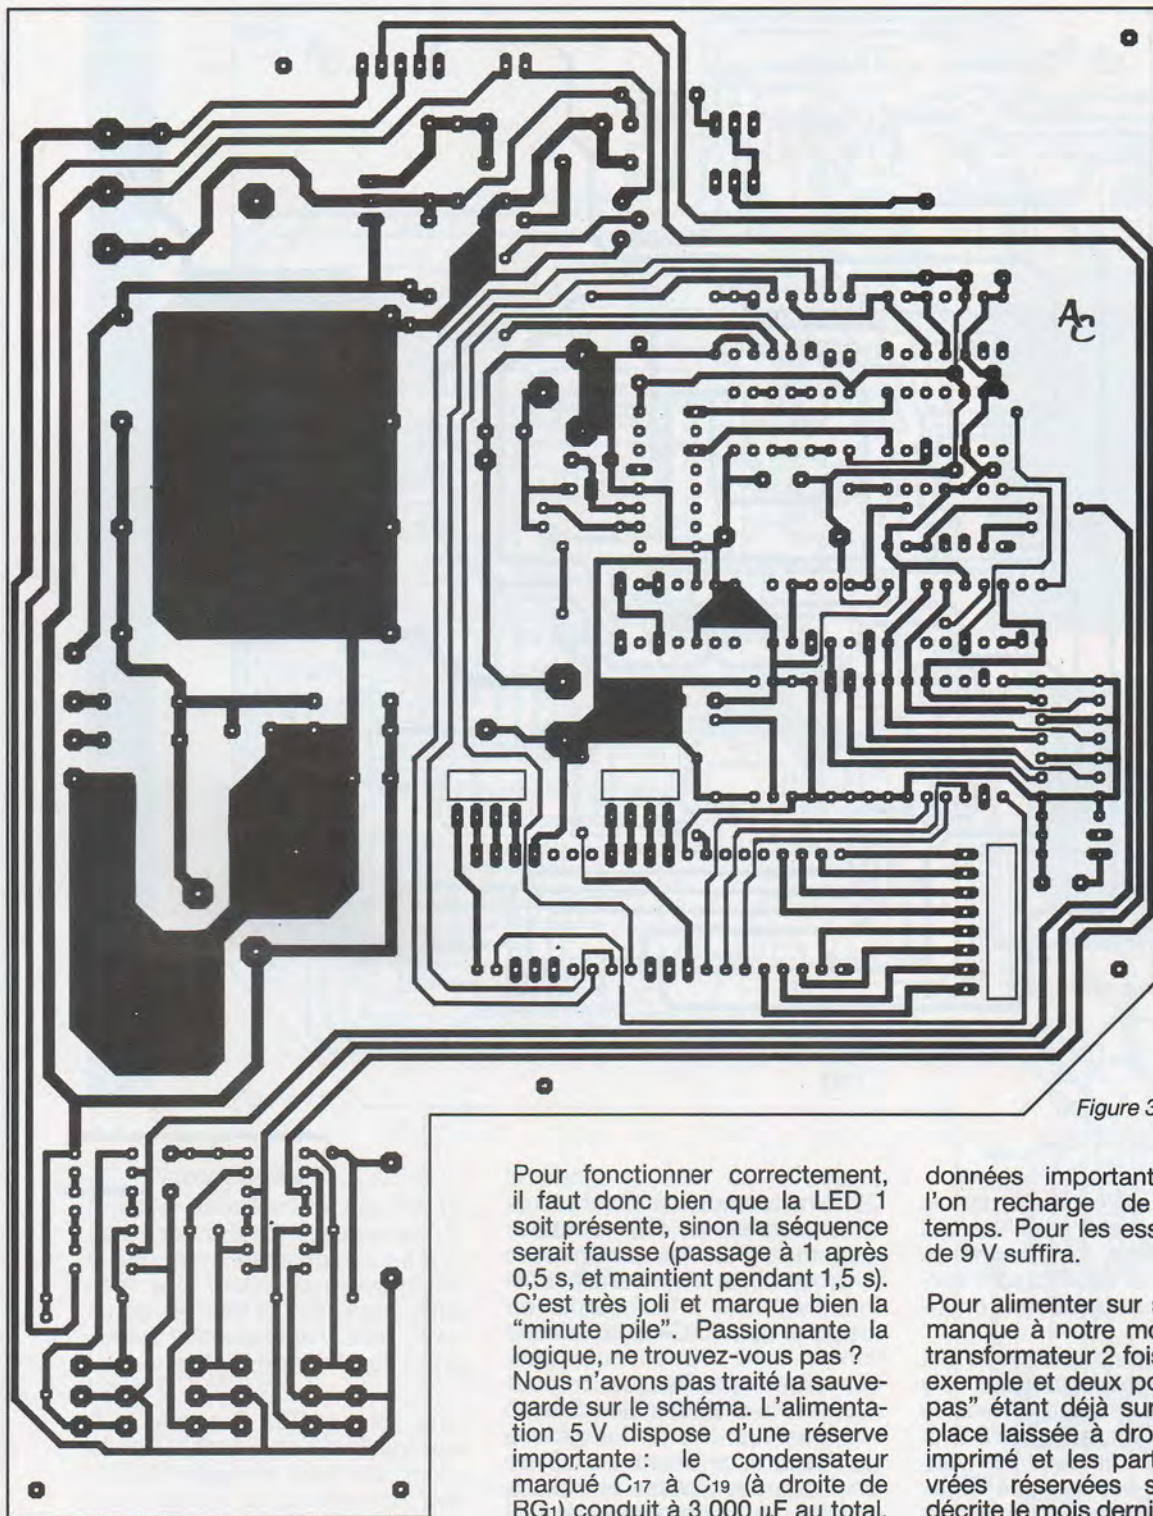 Figure 3
Pour fonctionner correctement,
il faut donc bien que la LED 1
soit présente, sinon la séquence
serait fausse (passage à 1 après
0,5 s, et maintient pendant 1,5 s).
C'est très joli et marque bien la
“minute pile”. Passionnante la
logique, ne trouvez-vous pas ?
Nous n'avons pas traité la sauve-
garde sur le schéma. L'alimenta-
tion 5 V dispose d'une réserve
importante : le condensateur
marqué C17 à C19 (à droite de
RG1) conduit à 3 000 µF au total.
données important
l'on recharge de
temps. Pour les ess
de 9 V suffira.
Pour alimenter sur s
manque à notre mo
transformateur 2 fois
exemple et deux po
pas” étant déjà sur
place laissée à droi
imprimé et les part
vrées réservées s
décrite le mois derni